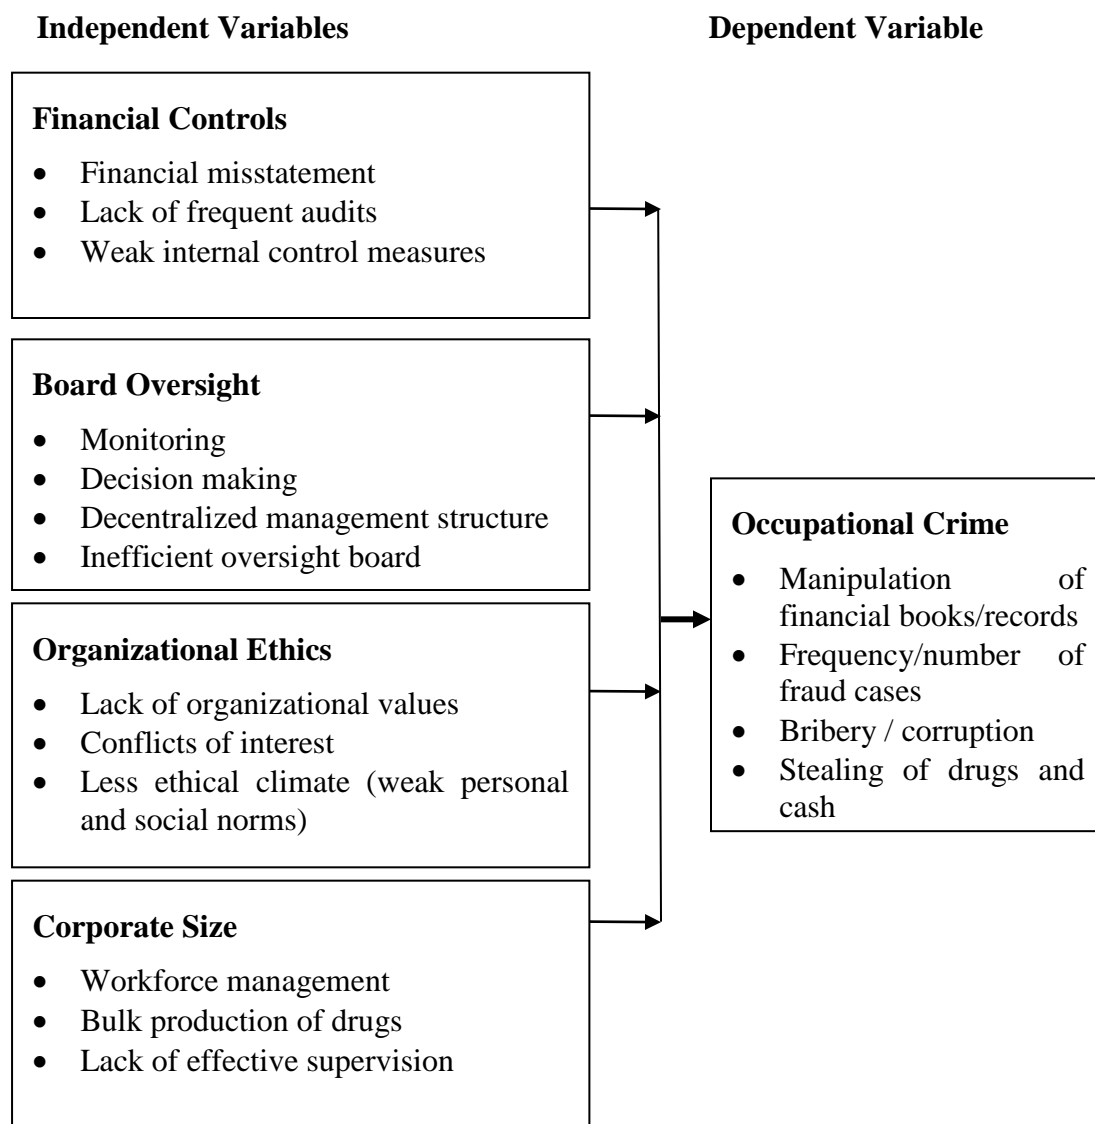 Independent Variables
Dependent Variable
Financial Controls
• Financial misstatement
• Lack of frequent audits
• Weak internal control measures
Board Oversight
• Monitoring
• Decision making
• Decentralized management structure
• Inefficient oversight board
Organizational Ethics
• Lack of organizational values
• Conflicts of interest
• Less ethical climate (weak personal
and social norms)
Corporate Size
• Workforce management
• Bulk production of drugs
• Lack of effective supervision
Occupational Crime
• Manipulation of
financial books/records
• Frequency/number of
fraud cases
• Bribery / corruption
• Stealing of drugs and
cash